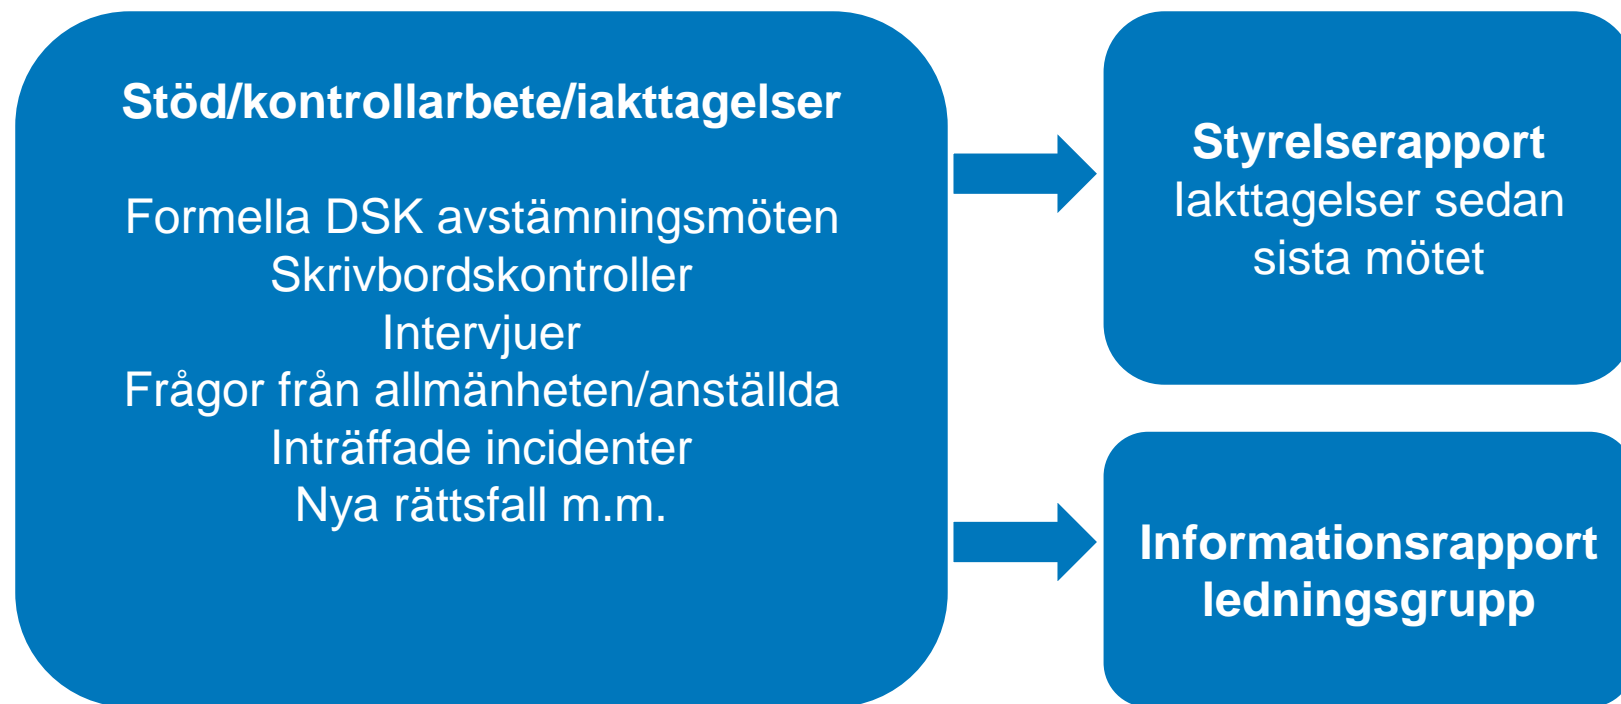 Stöd/kontrollarbete/iakttagelser
Formella DSK avstämningsmöten
Skrivbordskontroller
Intervjuer
Frågor från allmänheten/anställda
Inträffade incidenter
Nya rättsfall m.m.
Styrelserapport
Iakttagelser sedan
sista mötet
Informationsrapport
ledningsgrupp